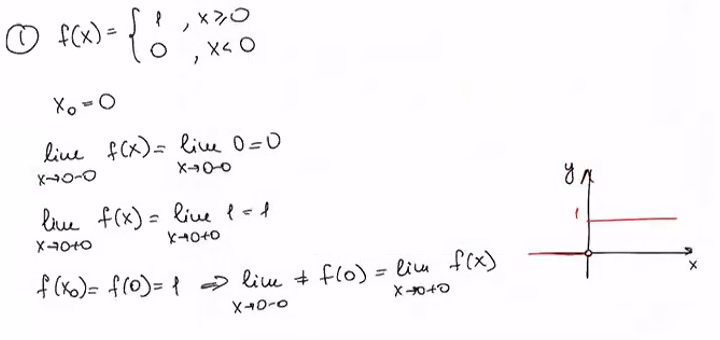 ① f(x) = { 1 , x ⩾ 0
0 , x < 0
x₀ = 0
lim x→0-0 f(x) = lim x→0-0 0 = 0
lim x→0+0 f(x) = lim x→0+0 1 = 1
f(x₀) = f(0) = 1 ⇒ lim x→0-0 ≠ f(0) = lim x→0+0 f(x)
y
1
x